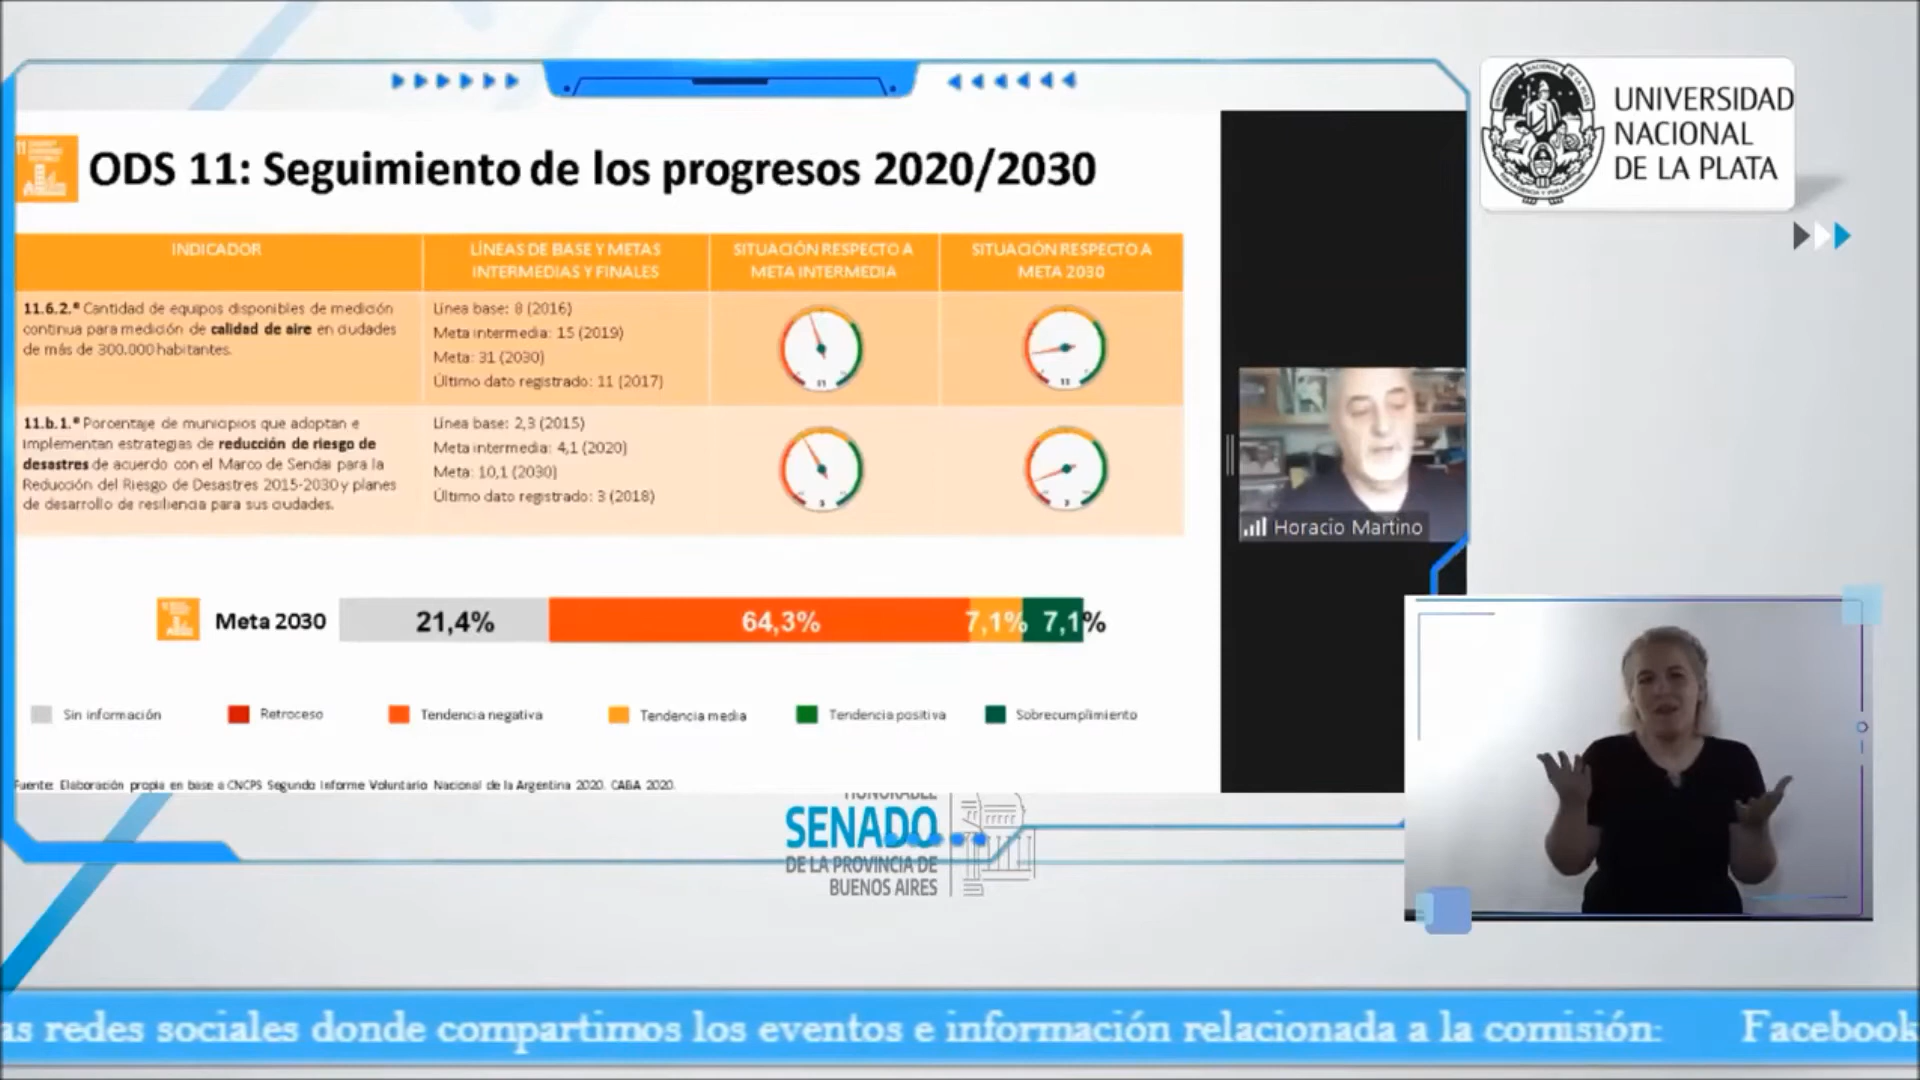 UNIVERSIDAD
NACIONAL
DE LA PLATA
ODS 11: Seguimiento de los progresos 2020/2030
INDICADOR
LÍNEAS DE BASE Y METAS
INTERMEDIAS Y FINALES
SITUACIÓN RESPECTO A
META INTERMEDIA
SITUACIÓN RESPECTO A
META 2030
11.6.2.* Cantidad de equipos disponibles de medición
continua para medición de calidad de aire en ciudades
de más de 300.000 habitantes.
Línea base: 8 (2016)
Meta intermedia: 15 (2019)
Meta: 31 (2030)
Último dato registrado: 11 (2017)
11
11
11.b.1.* Porcentaje de municipios que adoptan e
implementan estrategias de reducción de riesgo de
desastres de acuerdo con el Marco de Sendai para la
Reducción del Riesgo de Desastres 2015-2030 y planes
de desarrollo de resiliencia para sus ciudades.
Línea base: 2,3 (2015)
Meta intermedia: 4,1 (2020)
Meta: 10,1 (2030)
Último dato registrado: 3 (2018)
3
3
Horacio Martino
Meta 2030
21,4%
64,3%
7,1%
7,1%
Sin información
Retroceso
Tendencia negativa
Tendencia media
Tendencia positiva
Sobrecumplimiento
Fuente: Elaboración propia en base a CNCPS Segundo Informe Voluntario Nacional de la Argentina 2020. CABA 2020.
HONORABLE
SENADO
DE LA PROVINCIA DE
BUENOS AIRES
as redes sociales donde compartimos los eventos e información relacionada a la comisión: Facebook